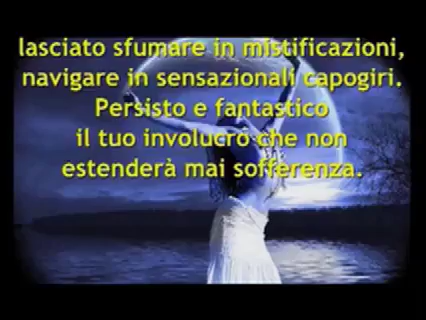 lasciato sfumare in mistificazioni,
navigare in sensazionali capogiri.
Persisto e fantastico
il tuo involucro che non
estenderà mai sofferenza.